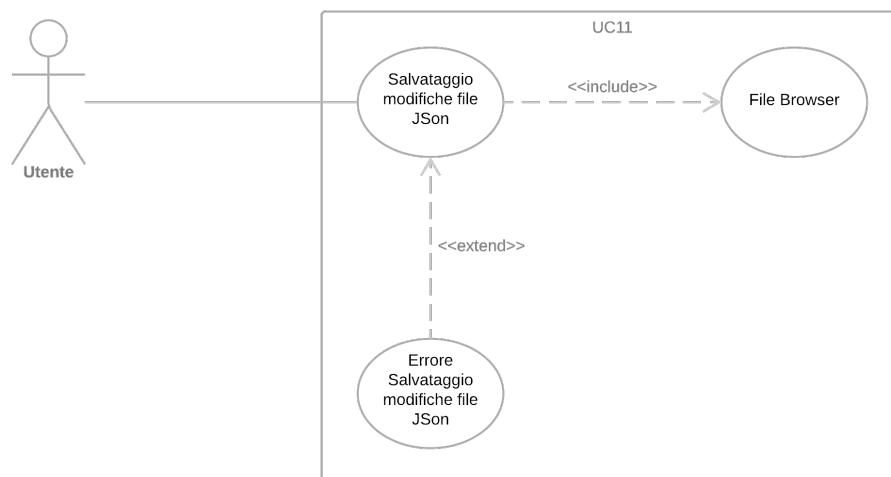 UC11
Salvataggio
modifiche file
JSon
<<include>>
File Browser
Utente
<<extend>>
Errore
Salvataggio
modifiche file
JSon